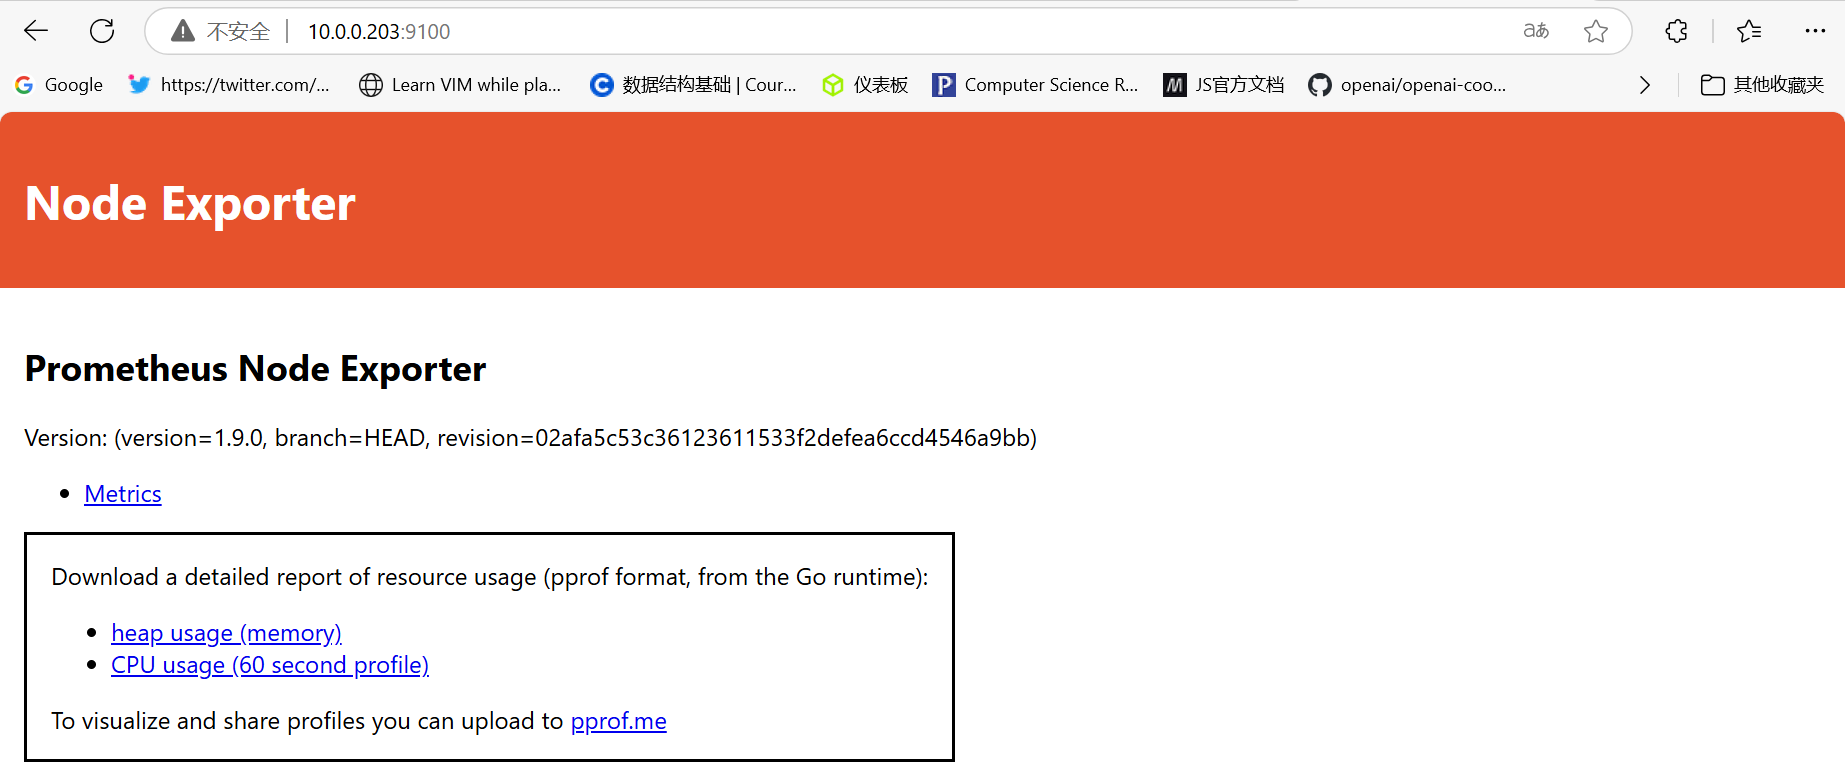 不安全 10.0.0.203:9100 aあ
Google https://twitter.com/... Learn VIM while pla... 数据结构基础 | Cour... 仪表板 Computer Science R... JS官方文档 openai/openai-coo... 其他收藏夹
Node Exporter
Prometheus Node Exporter
Version: (version=1.9.0, branch=HEAD, revision=02afa5c53c36123611533f2defea6ccd4546a9bb)
Metrics
Download a detailed report of resource usage (pprof format, from the Go runtime):
heap usage (memory)
CPU usage (60 second profile)
To visualize and share profiles you can upload to pprof.me